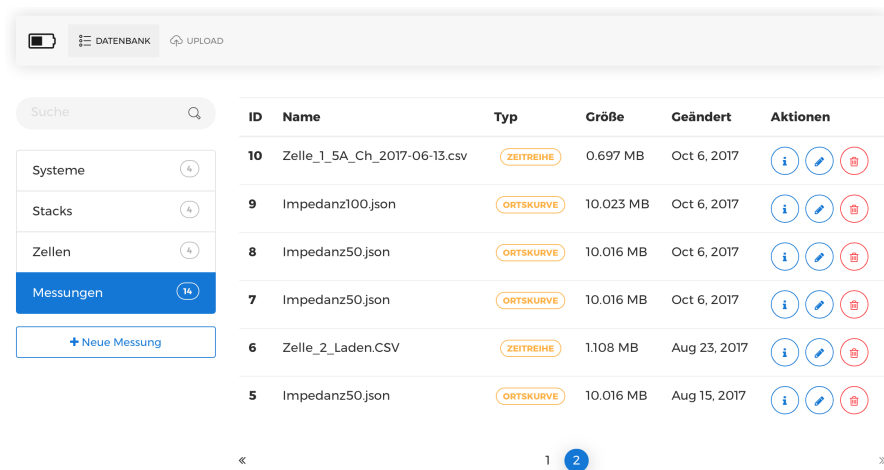 DATENBANK UPLOAD
Suche
Systeme 4
Stacks 4
Zellen 4
Messungen 14
+ Neue Messung
ID Name Typ Größe Geändert Aktionen
10 Zelle_1_5A_Ch_2017-06-13.csv ZEITREIHE 0.697 MB Oct 6, 2017
9 Impedanz100.json ORTSKURVE 10.023 MB Oct 6, 2017
8 Impedanz50.json ORTSKURVE 10.016 MB Oct 6, 2017
7 Impedanz50.json ORTSKURVE 10.016 MB Oct 6, 2017
6 Zelle_2_Laden.CSV ZEITREIHE 1.108 MB Aug 23, 2017
5 Impedanz50.json ORTSKURVE 10.016 MB Aug 15, 2017
« 1 2 »